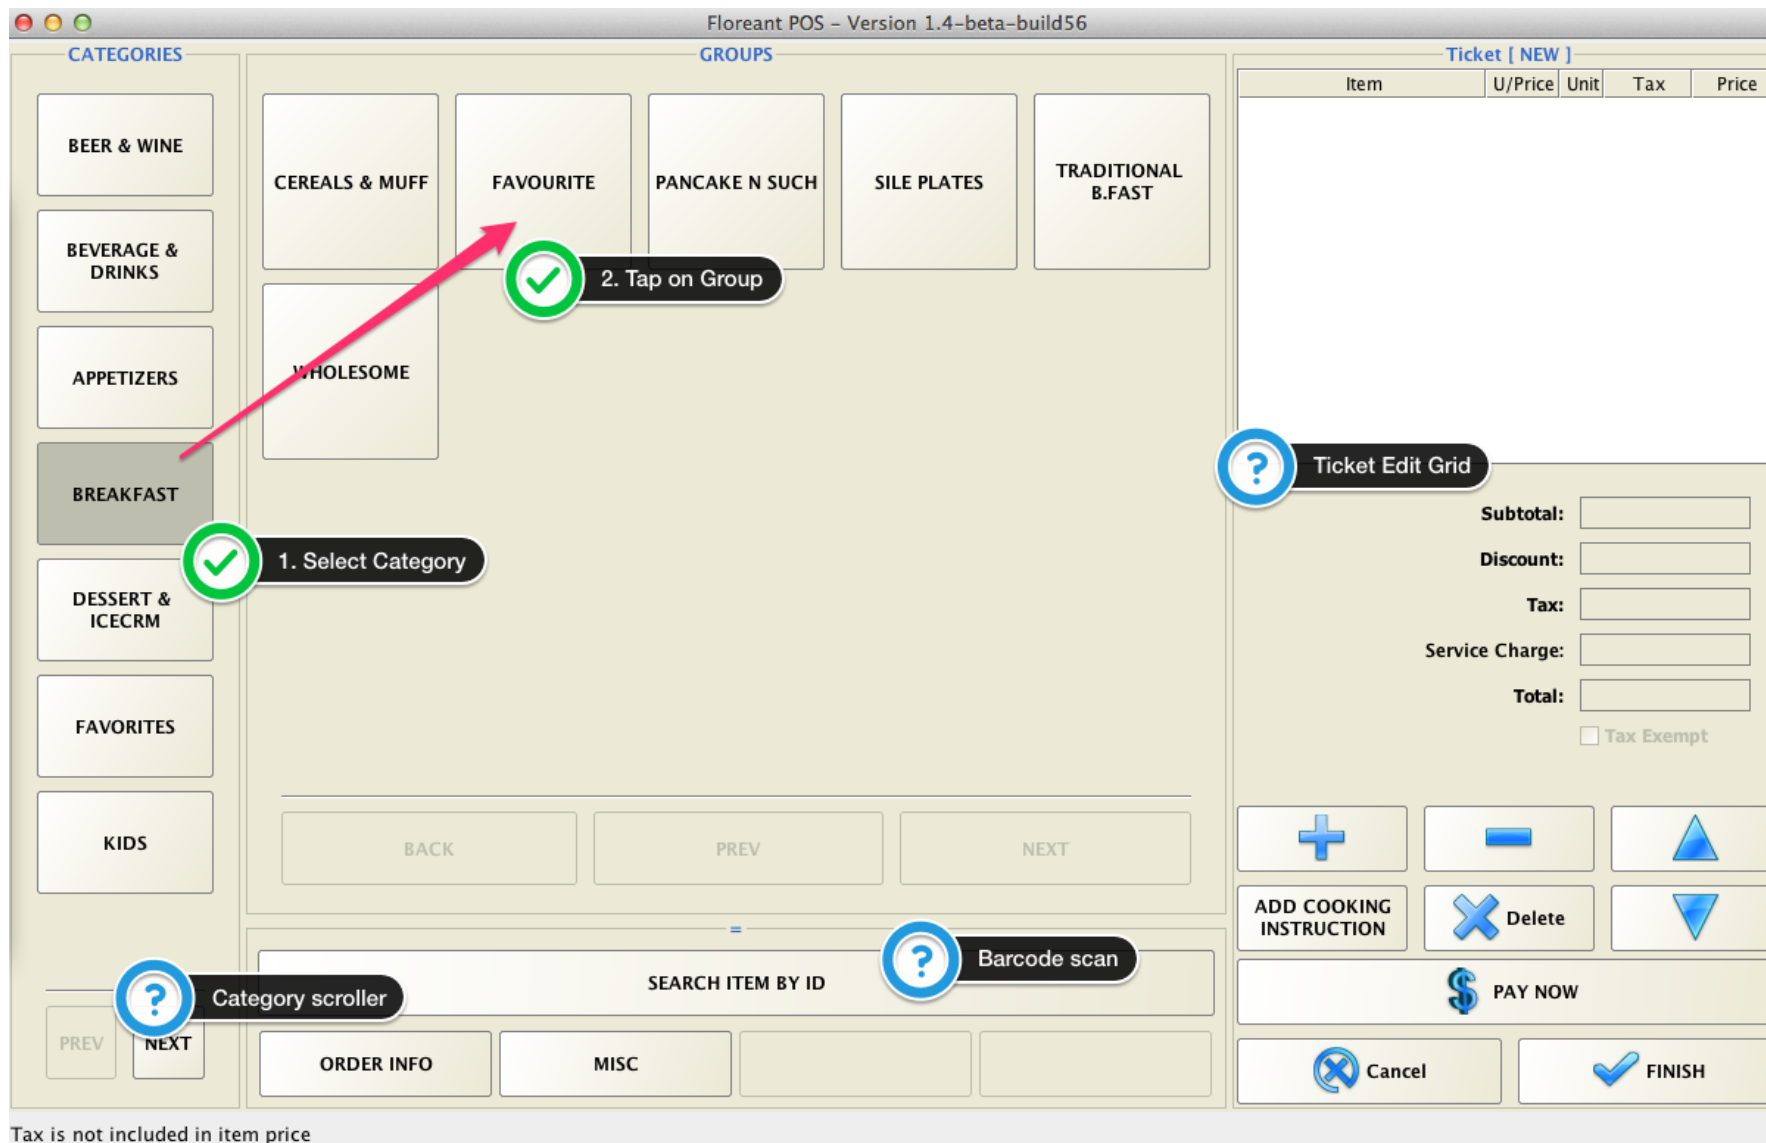 Floreant POS – Version 1.4-beta-build56
CATEGORIES
BEER & WINE
BEVERAGE &
DRINKS
APPETIZERS
BREAKFAST
1. Select Category
DESSERT &
ICECRM
FAVORITES
KIDS
Category scroller
PREV
NEXT
GROUPS
CEREALS & MUFF
FAVOURITE
PANCAKE N SUCH
SILE PLATES
TRADITIONAL
B.FAST
2. Tap on Group
WHOLESOME
BACK
PREV
NEXT
=
Barcode scan
SEARCH ITEM BY ID
ORDER INFO
MISC
Ticket [ NEW ]
Item U/Price Unit Tax Price
Ticket Edit Grid
Subtotal:
Discount:
Tax:
Service Charge:
Total:
Tax Exempt
ADD COOKING
INSTRUCTION
Delete
PAY NOW
Cancel
FINISH
Tax is not included in item price